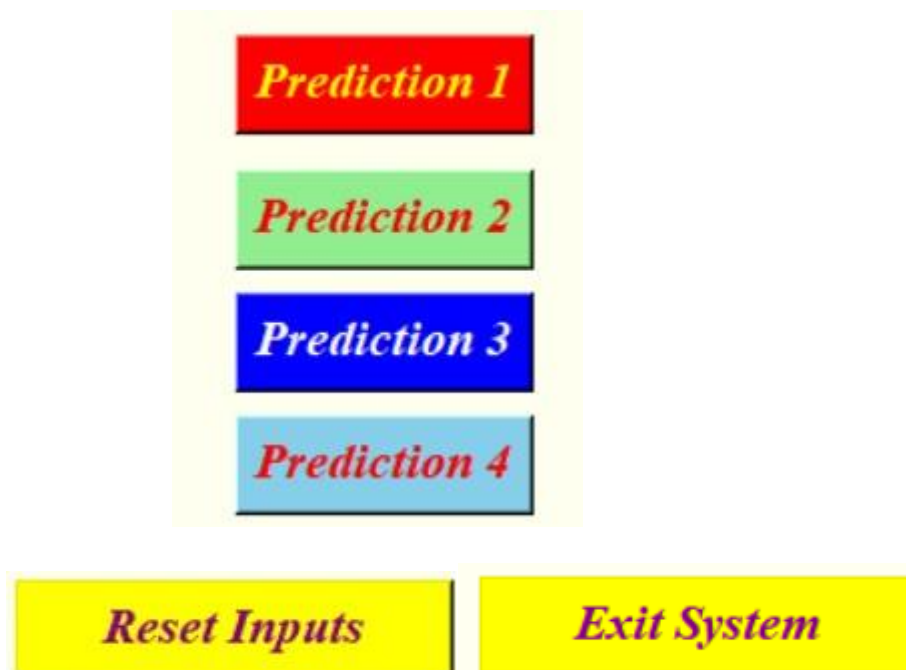 Prediction 1
Prediction 2
Prediction 3
Prediction 4
Reset Inputs
Exit System